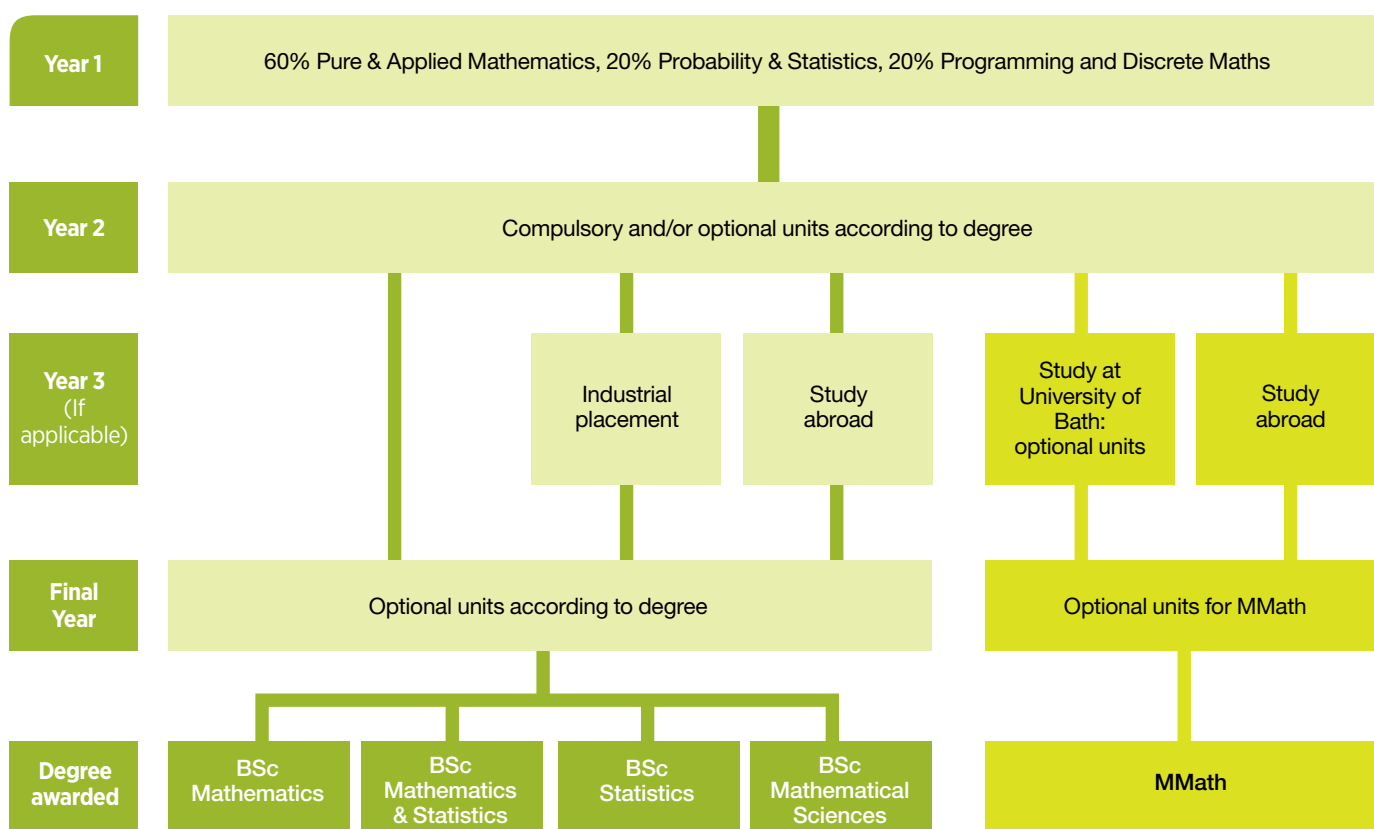 Year 1
60% Pure & Applied Mathematics, 20% Probability & Statistics, 20% Programming and Discrete Maths
Year 2
Compulsory and/or optional units according to degree
Year 3
(If
applicable)
Industrial
placement
Study
abroad
Study at
University of
Bath:
optional units
Study
abroad
Final
Year
Optional units according to degree
Optional units for MMath
Degree
awarded
BSc
Mathematics
BSc
Mathematics
& Statistics
BSc
Statistics
BSc
Mathematical
Sciences
MMath